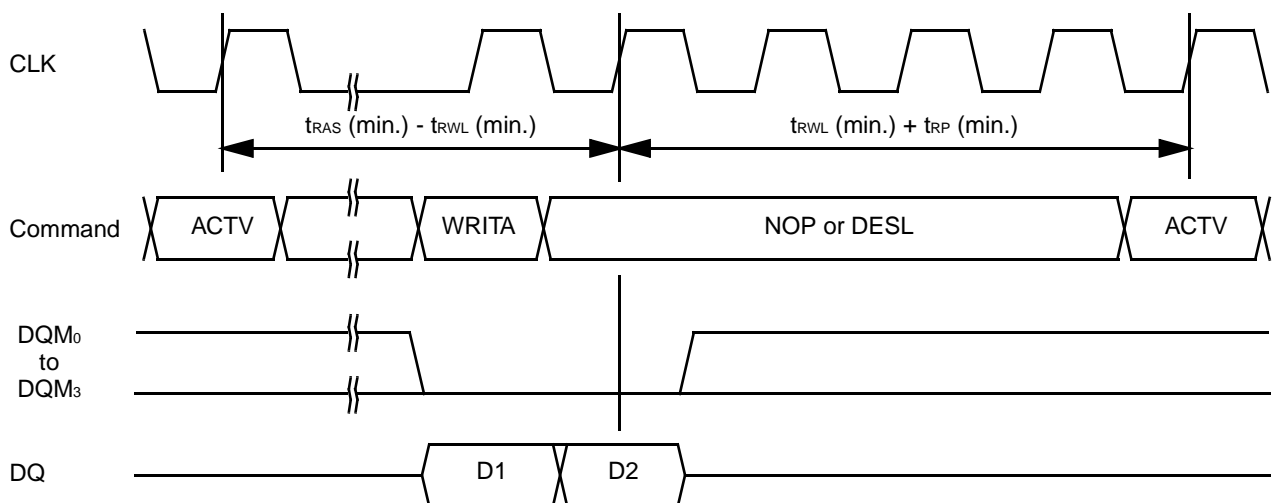 CLK
tRAS (min.) - tRWL (min.) tRWL (min.) + tRP (min.)
Command ACTV WRITA NOP or DESL ACTV
DQM0
to
DQM3
DQ D1 D2